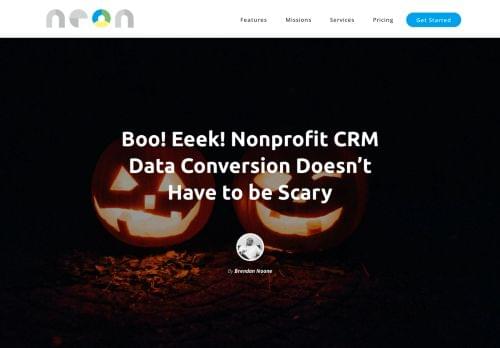 neon
Features Missions Services Pricing Get Started
Boo! Eeek! Nonprofit CRM
Data Conversion Doesn't
Have to be Scary
By Brendan Noone